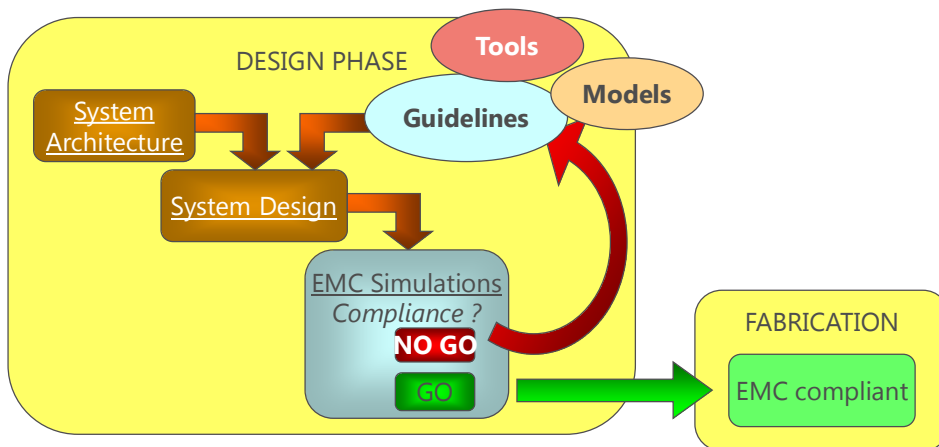 DESIGN PHASE
Tools
Models
Guidelines
System
Architecture
System Design
EMC Simulations
Compliance ?
NO GO
GO
FABRICATION
EMC compliant